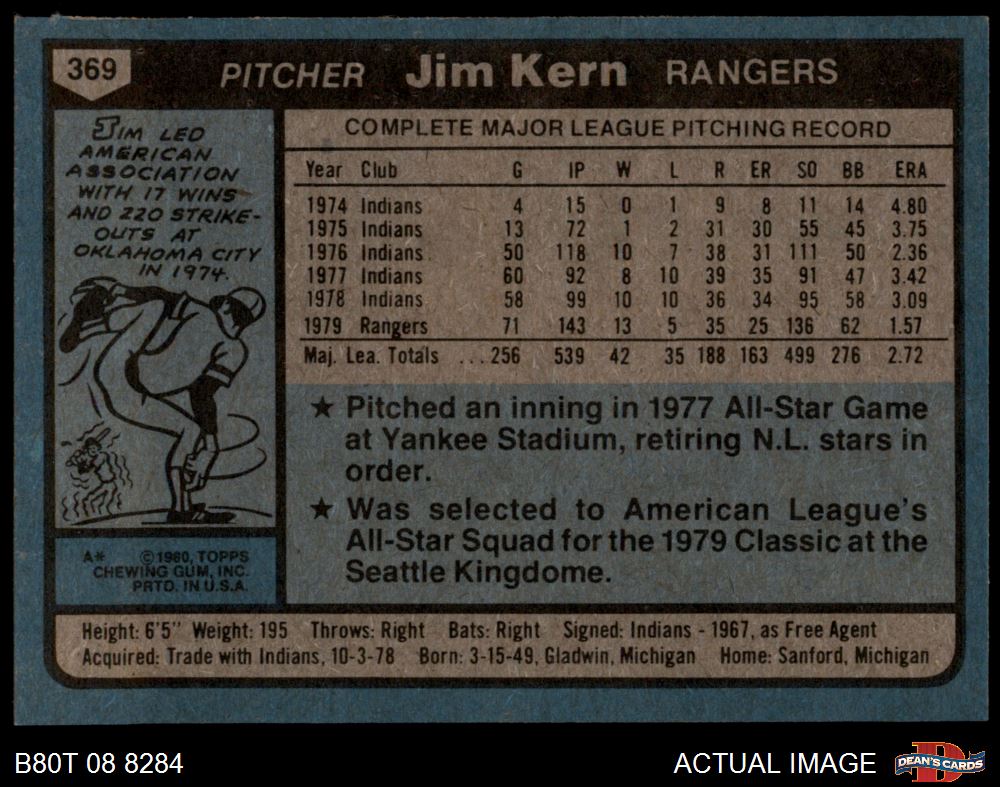 369
PITCHER Jim Kern RANGERS
JIM LED
AMERICAN
ASSOCIATION
WITH 17 WINS
AND 220 STRIKE-
OUTS AT
OKLAHOMA CITY
IN 1974.
A* © 1980, TOPPS
CHEWING GUM, INC.
PRTD. IN U.S.A.
COMPLETE MAJOR LEAGUE PITCHING RECORD
Year Club G IP W L R ER SO BB ERA
1974 Indians 4 15 0 1 9 8 11 14 4.80
1975 Indians 13 72 1 2 31 30 55 45 3.75
1976 Indians 50 118 10 7 38 31 111 50 2.36
1977 Indians 60 92 8 10 39 35 91 47 3.42
1978 Indians 58 99 10 10 36 34 95 58 3.09
1979 Rangers 71 143 13 5 35 25 136 62 1.57
Maj. Lea. Totals ...256 539 42 35 188 163 499 276 2.72
★ Pitched an inning in 1977 All-Star Game
at Yankee Stadium, retiring N.L. stars in
order.
★ Was selected to American League's
All-Star Squad for the 1979 Classic at the
Seattle Kingdome.
Height: 6'5" Weight: 195 Throws: Right Bats: Right Signed: Indians - 1967, as Free Agent
Acquired: Trade with Indians, 10-3-78 Born: 3-15-49, Gladwin, Michigan Home: Sanford, Michigan
B80T 08 8284
ACTUAL IMAGE
D
DEAN'S CARDS